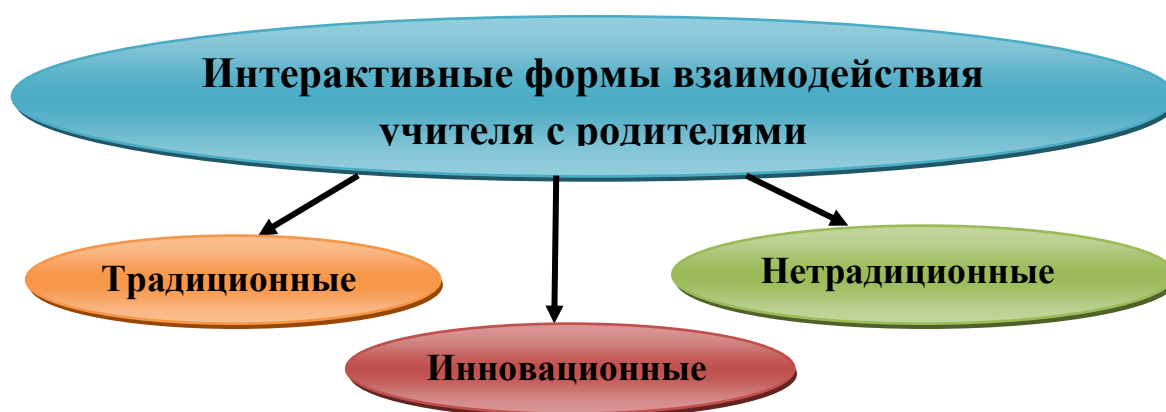 Интерактивные формы взаимодействия
учителя с родителями
Традиционные
Нетрадиционные
Инновационные